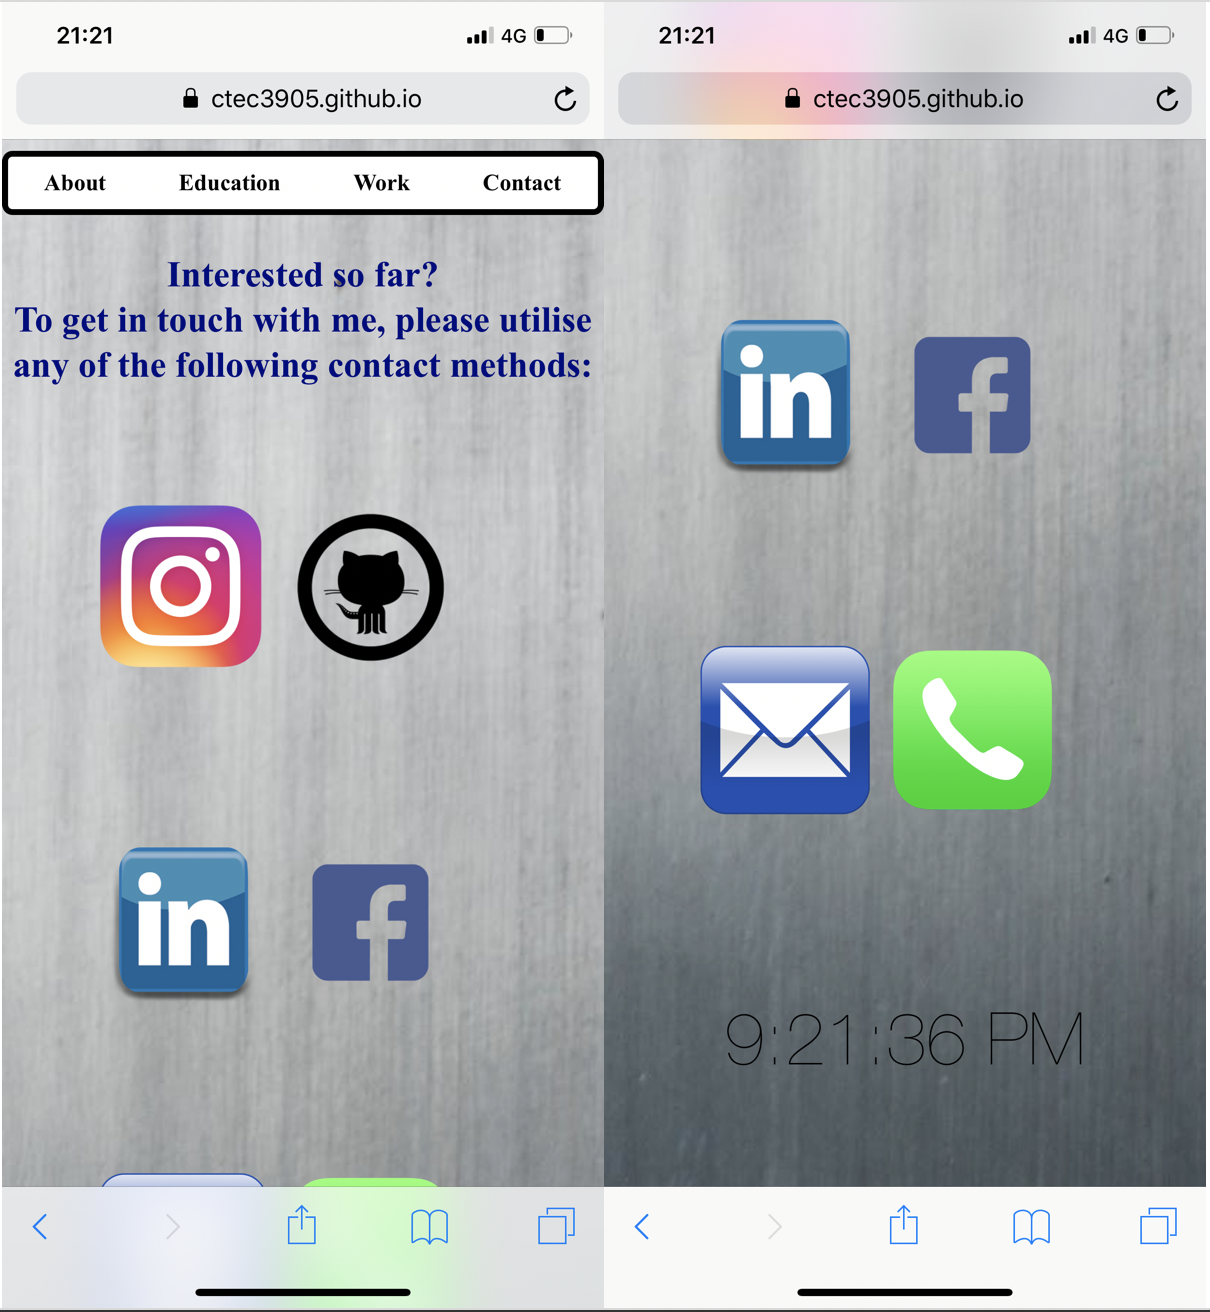 21:21
4G
ctec3905.github.io
About Education Work Contact
Interested so far?
To get in touch with me, please utilise
any of the following contact methods:
in
f
21:21
4G
ctec3905.github.io
in
f
9:21:36 PM